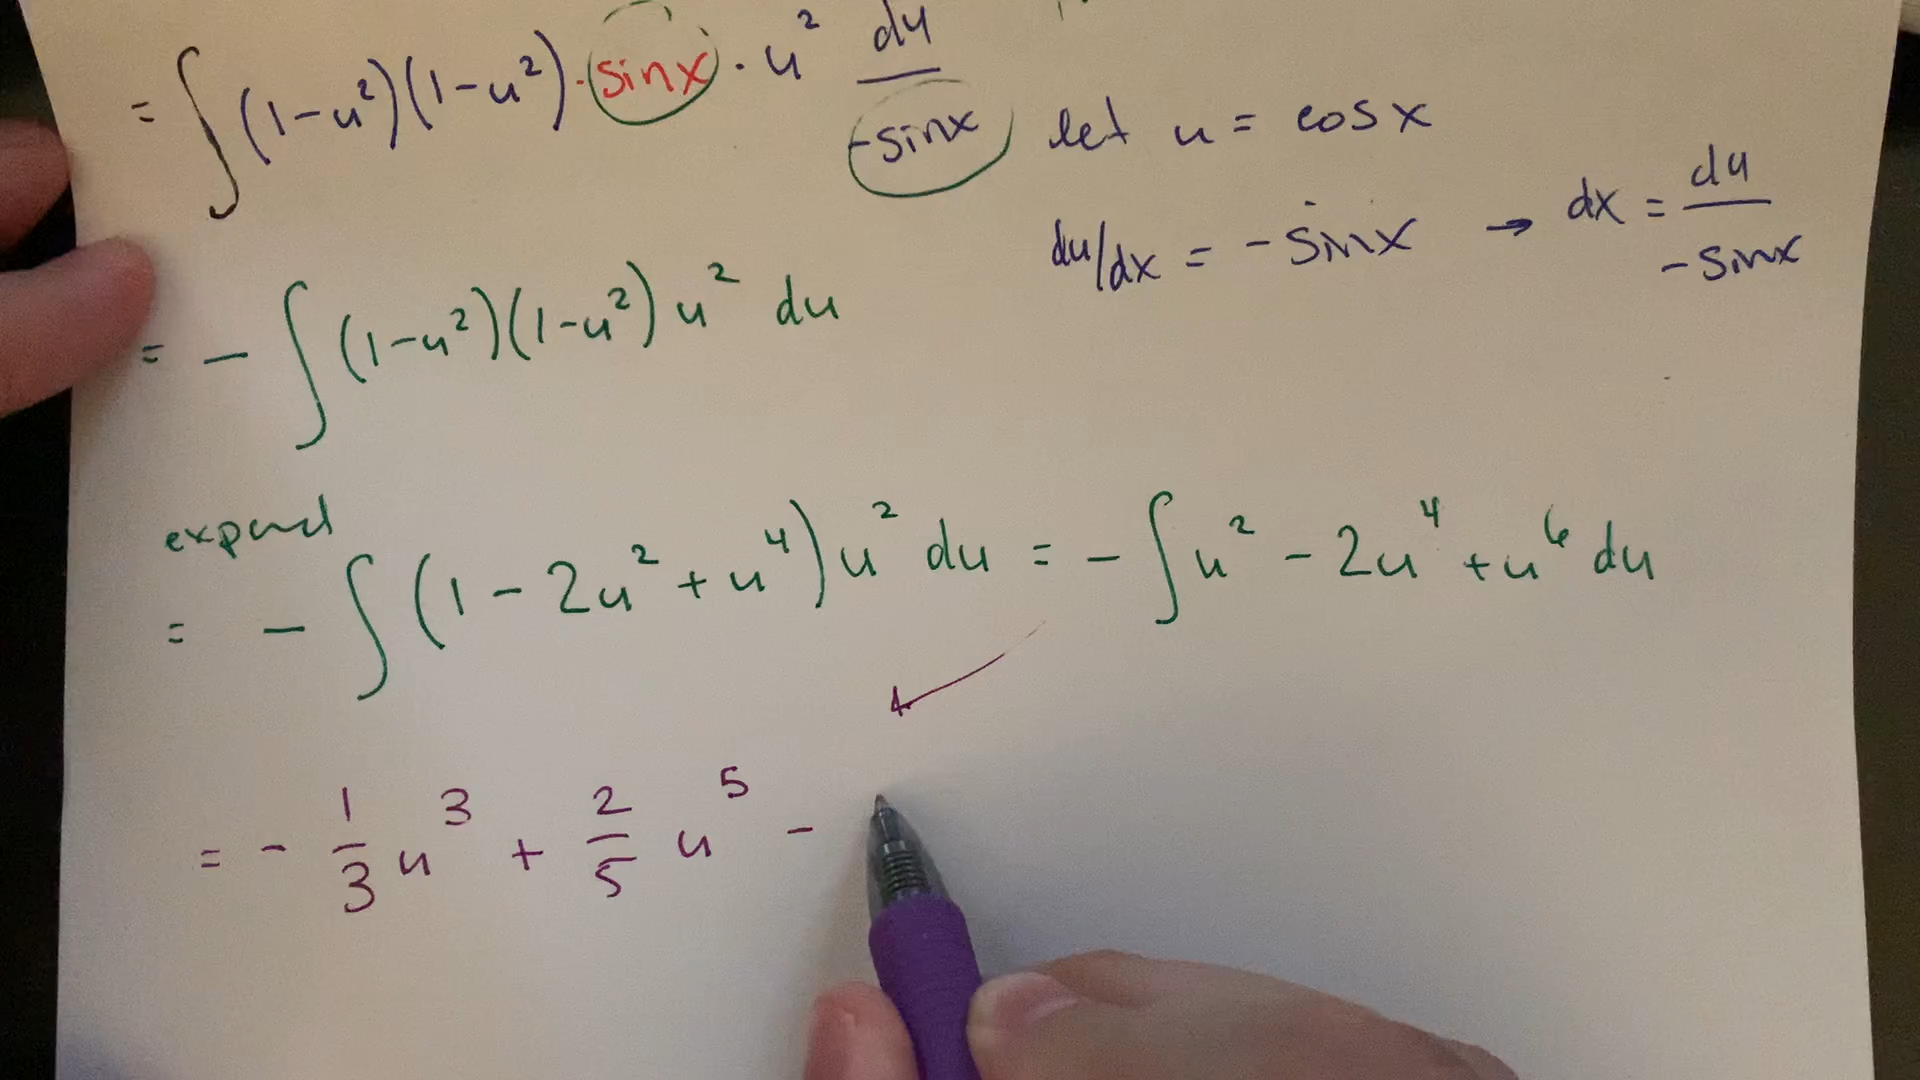 = ∫(1-u²)(1-u²)·sinx · u² du/-sinx
let u = cosx
du/dx = -sinx → dx = du/-sinx
= - ∫(1-u²)(1-u²) u² du
expand
= - ∫(1 - 2u² + u⁴)u² du = - ∫u² - 2u⁴ + u⁶ du
= - 1/3 u³ + 2/5 u⁵ -